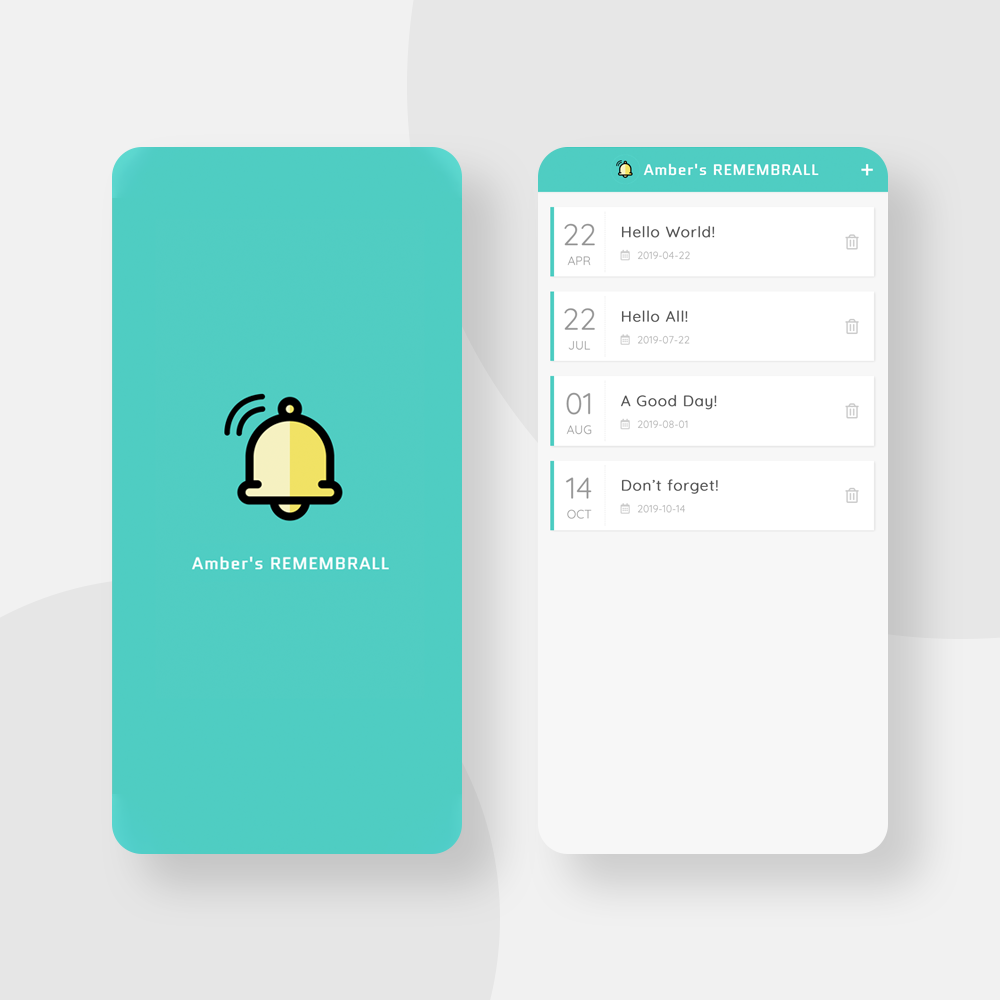 Amber's REMEMBRALL
Amber's REMEMBRALL +
22
APR
Hello World!
2019-04-22
22
JUL
Hello All!
2019-07-22
01
AUG
A Good Day!
2019-08-01
14
OCT
Don’t forget!
2019-10-14